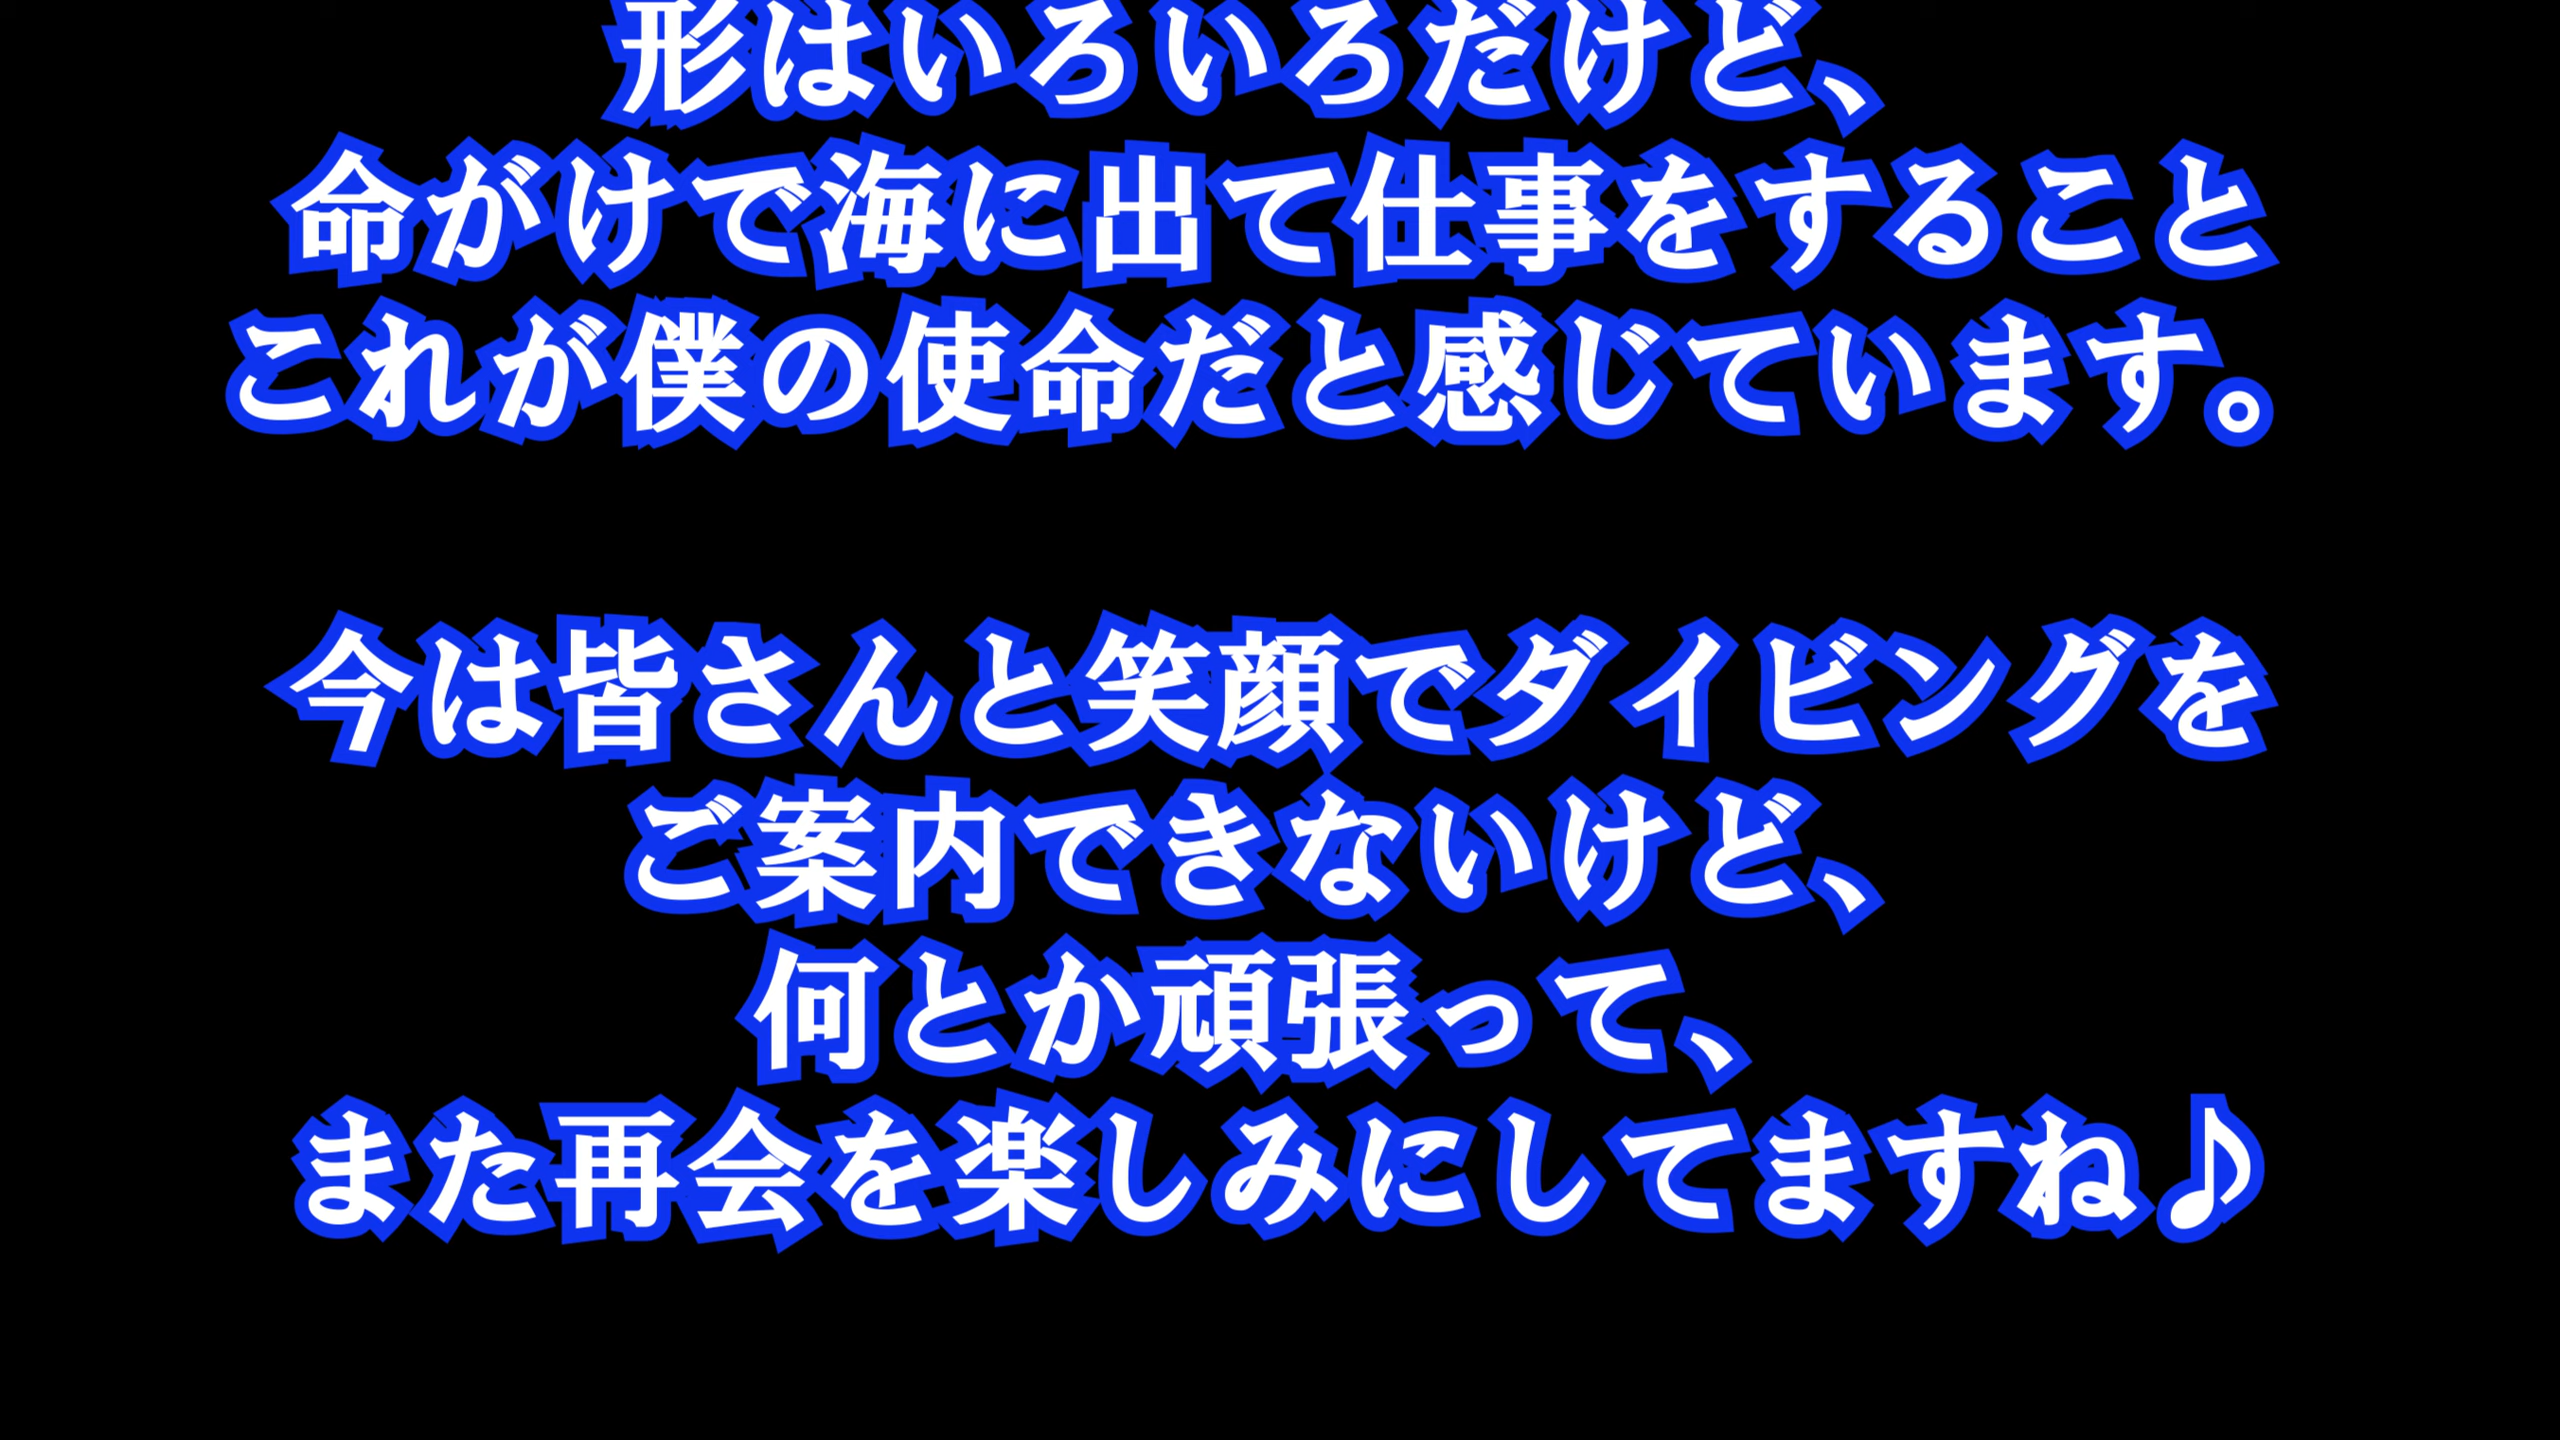 形はいろいろだけど、
命がけで海に出て仕事をすること
これが僕の使命だと感じています。
今は皆さんと笑顔でダイビングを
ご案内できないけど、
何とか頑張って、
また再会を楽しみにしてますね♪